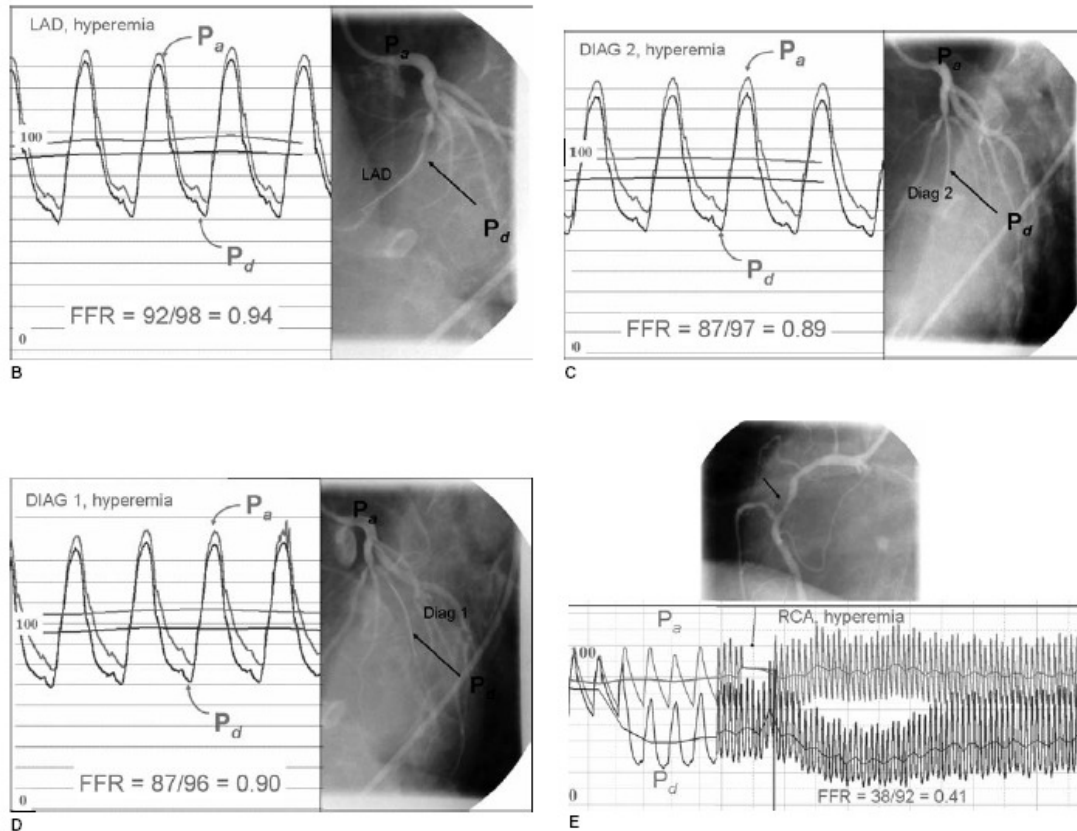 LAD, hyperemia
Pa
100
Pd
FFR = 92/98 = 0.94
0
Pa
LAD
Pd
B
DIAG 2, hyperemia
Pa
100
Pd
FFR = 87/97 = 0.89
0
Pa
Diag 2
Pd
C
DIAG 1, hyperemia
Pa
100
Pd
FFR = 87/96 = 0.90
0
Pa
Diag 1
Pd
D
Pa
RCA, hyperemia
100
Pd
0
FFR = 38/92 = 0.41
E